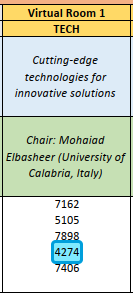 Virtual Room 1
TECH
Cutting-edge
technologies for
innovative solutions
Chair: Mohaiad
Elbasheer (University of
Calabria, Italy)
7162
5105
7898
4274
7406